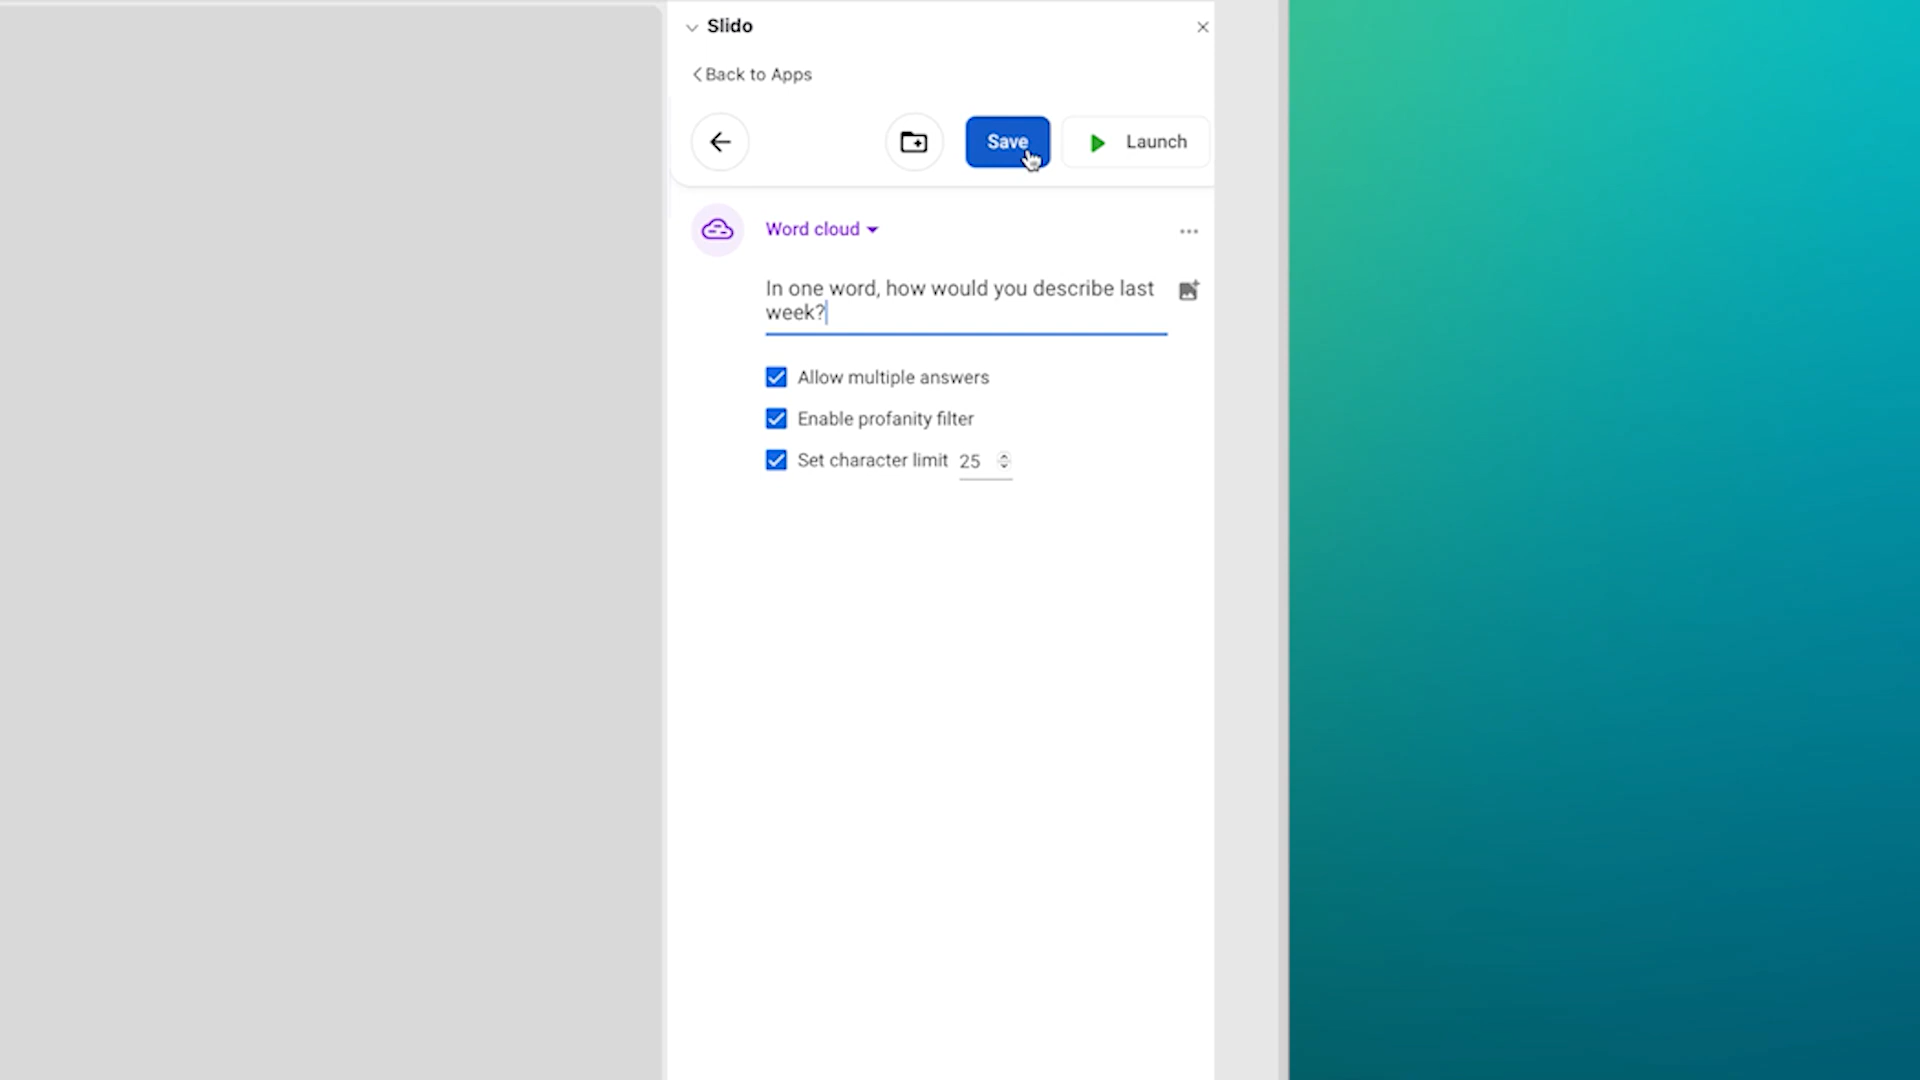 Slido
Back to Apps
Save
Launch
Word cloud
In one word, how would you describe last
week?
Allow multiple answers
Enable profanity filter
Set character limit 25